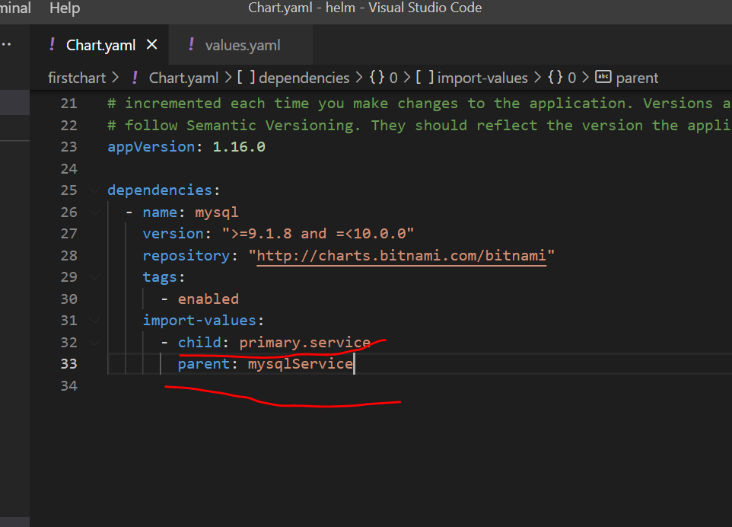 minal Help Chart.yaml - helm - Visual Studio Code
! Chart.yaml × ! values.yaml
firstchart > ! Chart.yaml > [ ] dependencies > {} 0 > [ ] import-values > {} 0 > abc parent
21 # incremented each time you make changes to the application. Versions a
22 # follow Semantic Versioning. They should reflect the version the appli
23 appVersion: 1.16.0
24
25 dependencies:
26 - name: mysql
27 version: ">=9.1.8 and =<10.0.0"
28 repository: "http://charts.bitnami.com/bitnami"
29 tags:
30 - enabled
31 import-values:
32 - child: primary.service
33 parent: mysqlService
34